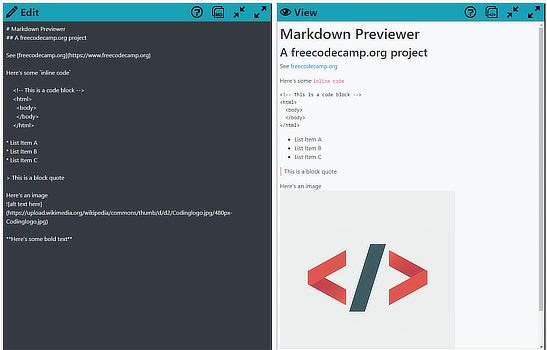 Edit
# Markdown Previewer
## A freecodecamp.org project
See [freecodecamp.org](https://www.freecodecamp.org)
Here's some `inline code`
<!-- This is a code block -->
<html>
<body>
</body>
</html>
* List Item A
* List Item B
* List Item C
> This is a block quote
Here's an image
![alt text here]
(https://upload.wikimedia.org/wikipedia/commons/thumb/d/d2/Codinglogo.jpg/480px-
Codinglogo.jpg)
**Here's some bold text**
View
Markdown Previewer
A freecodecamp.org project
See freecodecamp.org
Here's some inline code
<!-- This is a code block -->
<html>
<body>
</body>
</html>
• List Item A
• List Item B
• List Item C
This is a block quote
Here's an image
</>